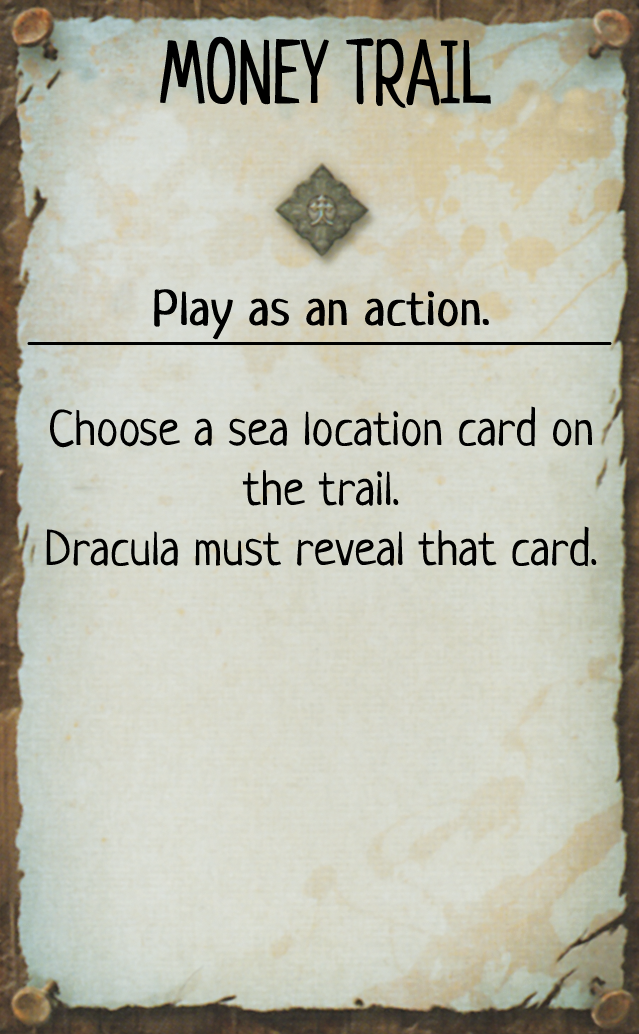 MONEY TRAIL
Play as an action.
Choose a sea location card on
the trail.
Dracula must reveal that card.